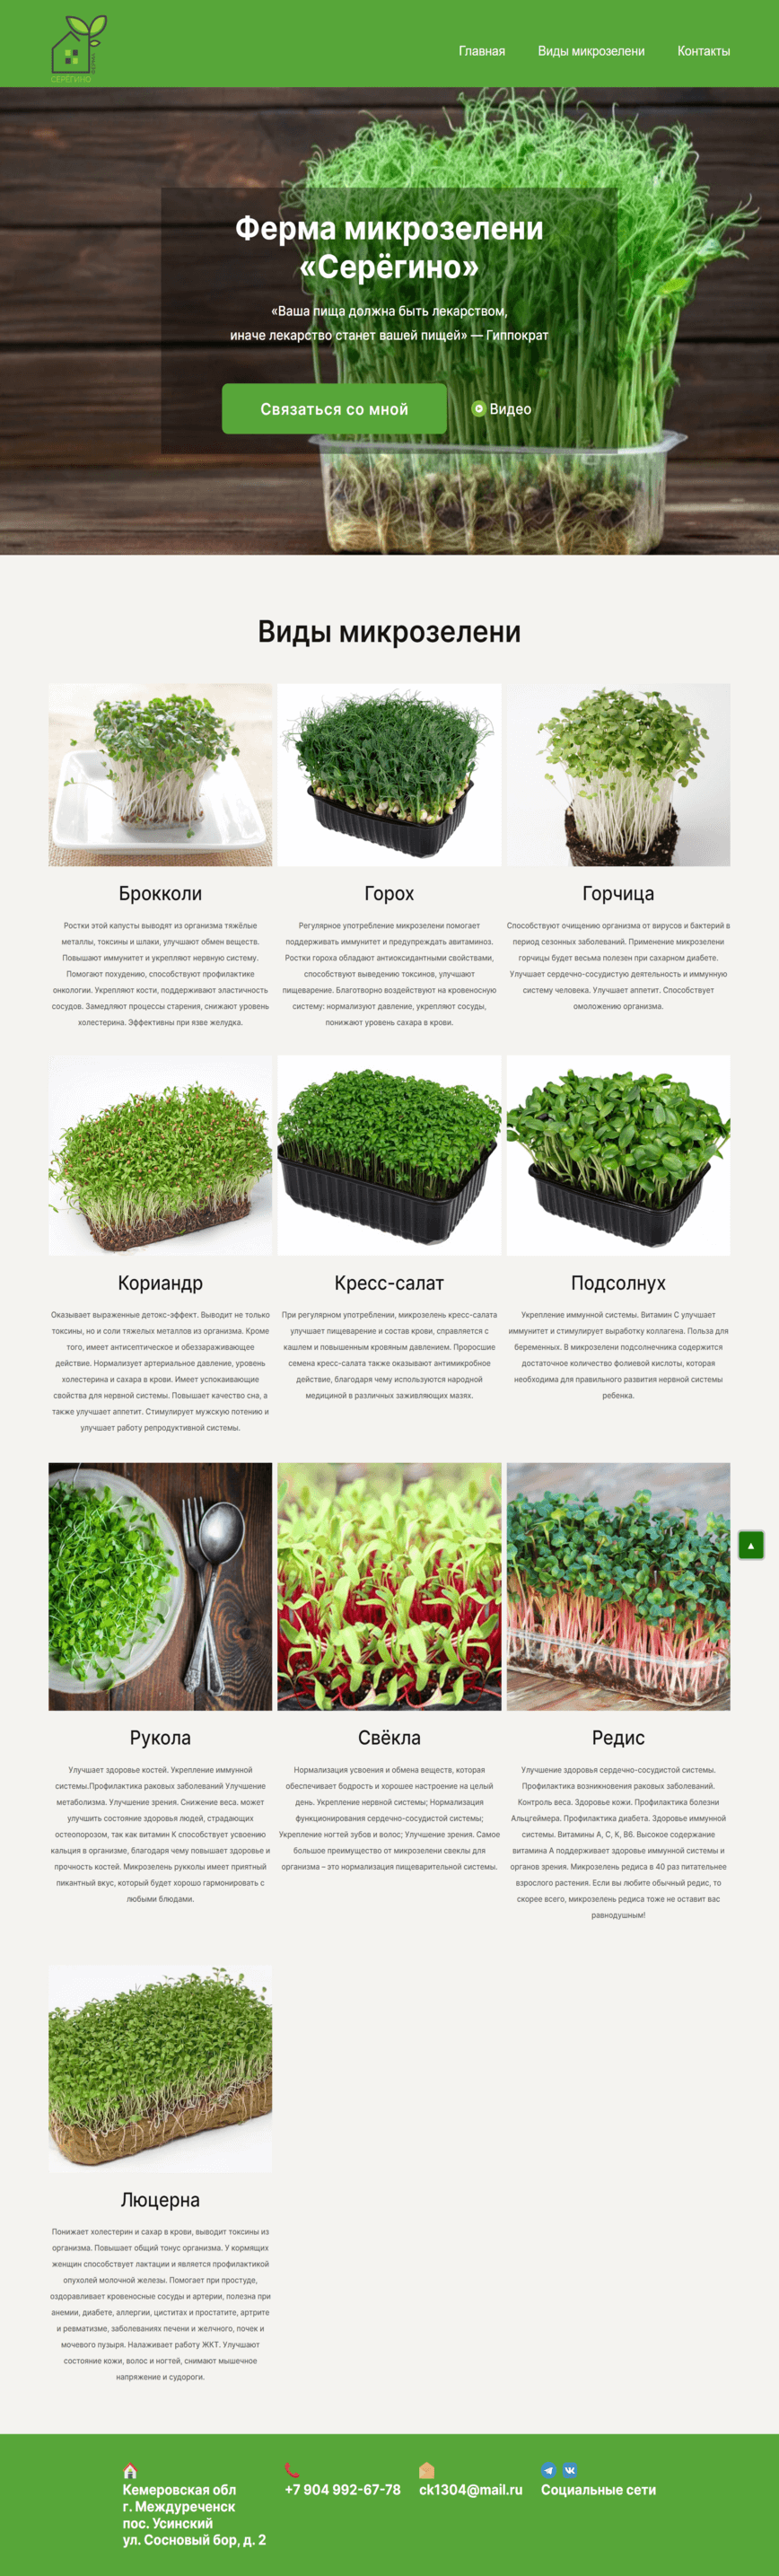 СЕРЁГИНО
Главная
Виды микрозелени
Контакты
Ферма микрозелени
«Серёгино»
«Ваша пища должна быть лекарством,
иначе лекарство станет вашей пищей» — Гиппократ
Связаться со мной
Видео
Виды микрозелени
Брокколи
Ростки этой капусты выводят из организма тяжёлые
металлы, токсины и шлаки, улучшают обмен веществ.
Повышают иммунитет и укрепляют нервную систему.
Помогают похудению, способствуют профилактике
онкологии. Укрепляют кости, поддерживают эластичность
сосудов. Замедляют процессы старения, снижают уровень
холестерина. Эффективны при язве желудка.
Горох
Регулярное употребление микрозелени помогает
поддерживать иммунитет и предупреждать авитаминоз.
Ростки гороха обладают антиоксидантными свойствами,
способствуют выведению токсинов, улучшают
пищеварение. Благотворно воздействуют на кровеносную
систему: нормализуют давление, укрепляют сосуды,
понижают уровень сахара в крови.
Горчица
Способствуют очищению организма от вирусов и бактерий в
период сезонных заболеваний. Применение микрозелени
горчицы будет весьма полезен при сахарном диабете.
Улучшает сердечно-сосудистую деятельность и иммунную
систему человека. Улучшает аппетит. Способствует
омоложению организма.
Кориандр
Оказывает выраженные детокс-эффект. Выводит не только
токсины, но и соли тяжелых металлов из организма. Кроме
того, имеет антисептическое и обеззараживающее
действие. Нормализует артериальное давление, уровень
холестерина и сахара в крови. Имеет успокаивающие
свойства для нервной системы. Повышает качество сна, а
также улучшает аппетит. Стимулирует мужскую потению и
улучшает работу репродуктивной системы.
Кресс-салат
При регулярном употреблении, микрозелень кресс-салата
улучшает пищеварение и состав крови, справляется с
кашлем и повышенным кровяным давлением. Проросшие
семена кресс-салата также оказывают антимикробное
действие, благодаря чему используются народной
медициной в различных заживляющих мазях.
Подсолнух
Укрепление иммунной системы. Витамин С улучшает
иммунитет и стимулирует выработку коллагена. Польза для
беременных. В микрозелени подсолнечника содержится
достаточное количество фолиевой кислоты, которая
необходима для правильного развития нервной системы
ребенка.
▲
Рукола
Улучшает здоровье костей. Укрепление иммунной
системы.Профилактика раковых заболеваний Улучшение
метаболизма. Улучшение зрения. Снижение веса. может
улучшить состояние здоровья людей, страдающих
остеопорозом, так как витамин К способствует усвоению
кальция в организме, благодаря чему повышает здоровье и
прочность костей. Микрозелень рукколы имеет приятный
пикантный вкус, который будет хорошо гармонировать с
любыми блюдами.
Свёкла
Нормализация усвоения и обмена веществ, которая
обеспечивает бодрость и хорошее настроение на целый
день. Укрепление нервной системы; Нормализация
функционирования сердечно-сосудистой системы;
Укрепление ногтей зубов и волос; Улучшение зрения. Самое
большое преимущество от микрозелени свеклы для
организма – это нормализация пищеварительной системы.
Редис
Улучшение здоровья сердечно-сосудистой системы.
Профилактика возникновения раковых заболеваний.
Контроль веса. Здоровье кожи. Профилактика болезни
Альцгеймера. Профилактика диабета. Здоровье иммунной
системы. Витамины А, С, К, В6. Высокое содержание
витамина А поддерживает здоровье иммунной системы и
органов зрения. Микрозелень редиса в 40 раз питательнее
взрослого растения. Если вы любите обычный редис, то
скорее всего, микрозелень редиса тоже не оставит вас
равнодушным!
Люцерна
Понижает холестерин и сахар в крови, выводит токсины из
организма. Повышает общий тонус организма. У кормящих
женщин способствует лактации и является профилактикой
опухолей молочной железы. Помогает при простуде,
оздоравливает кровеносные сосуды и артерии, полезна при
анемии, диабете, аллергии, циститах и простатите, артрите
и ревматизме, заболеваниях печени и желчного, почек и
мочевого пузыря. Налаживает работу ЖКТ. Улучшают
состояние кожи, волос и ногтей, снимают мышечное
напряжение и судороги.
Кемеровская обл
г. Междуреченск
пос. Усинский
ул. Сосновый бор, д. 2
+7 904 992-67-78
ck1304@mail.ru
Социальные сети